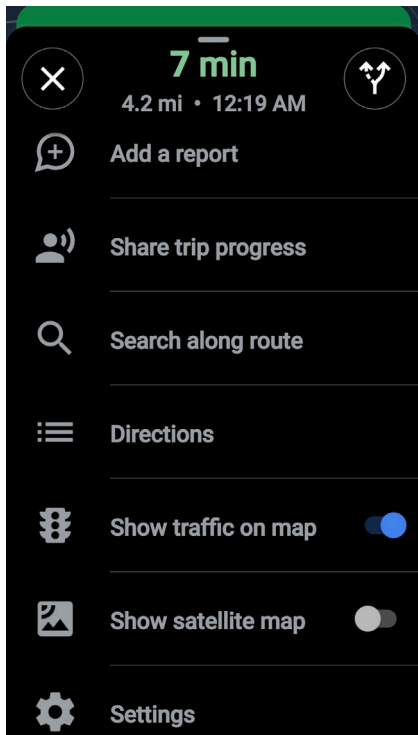 7 min
4.2 mi • 12:19 AM
Add a report
Share trip progress
Search along route
Directions
Show traffic on map
Show satellite map
Settings